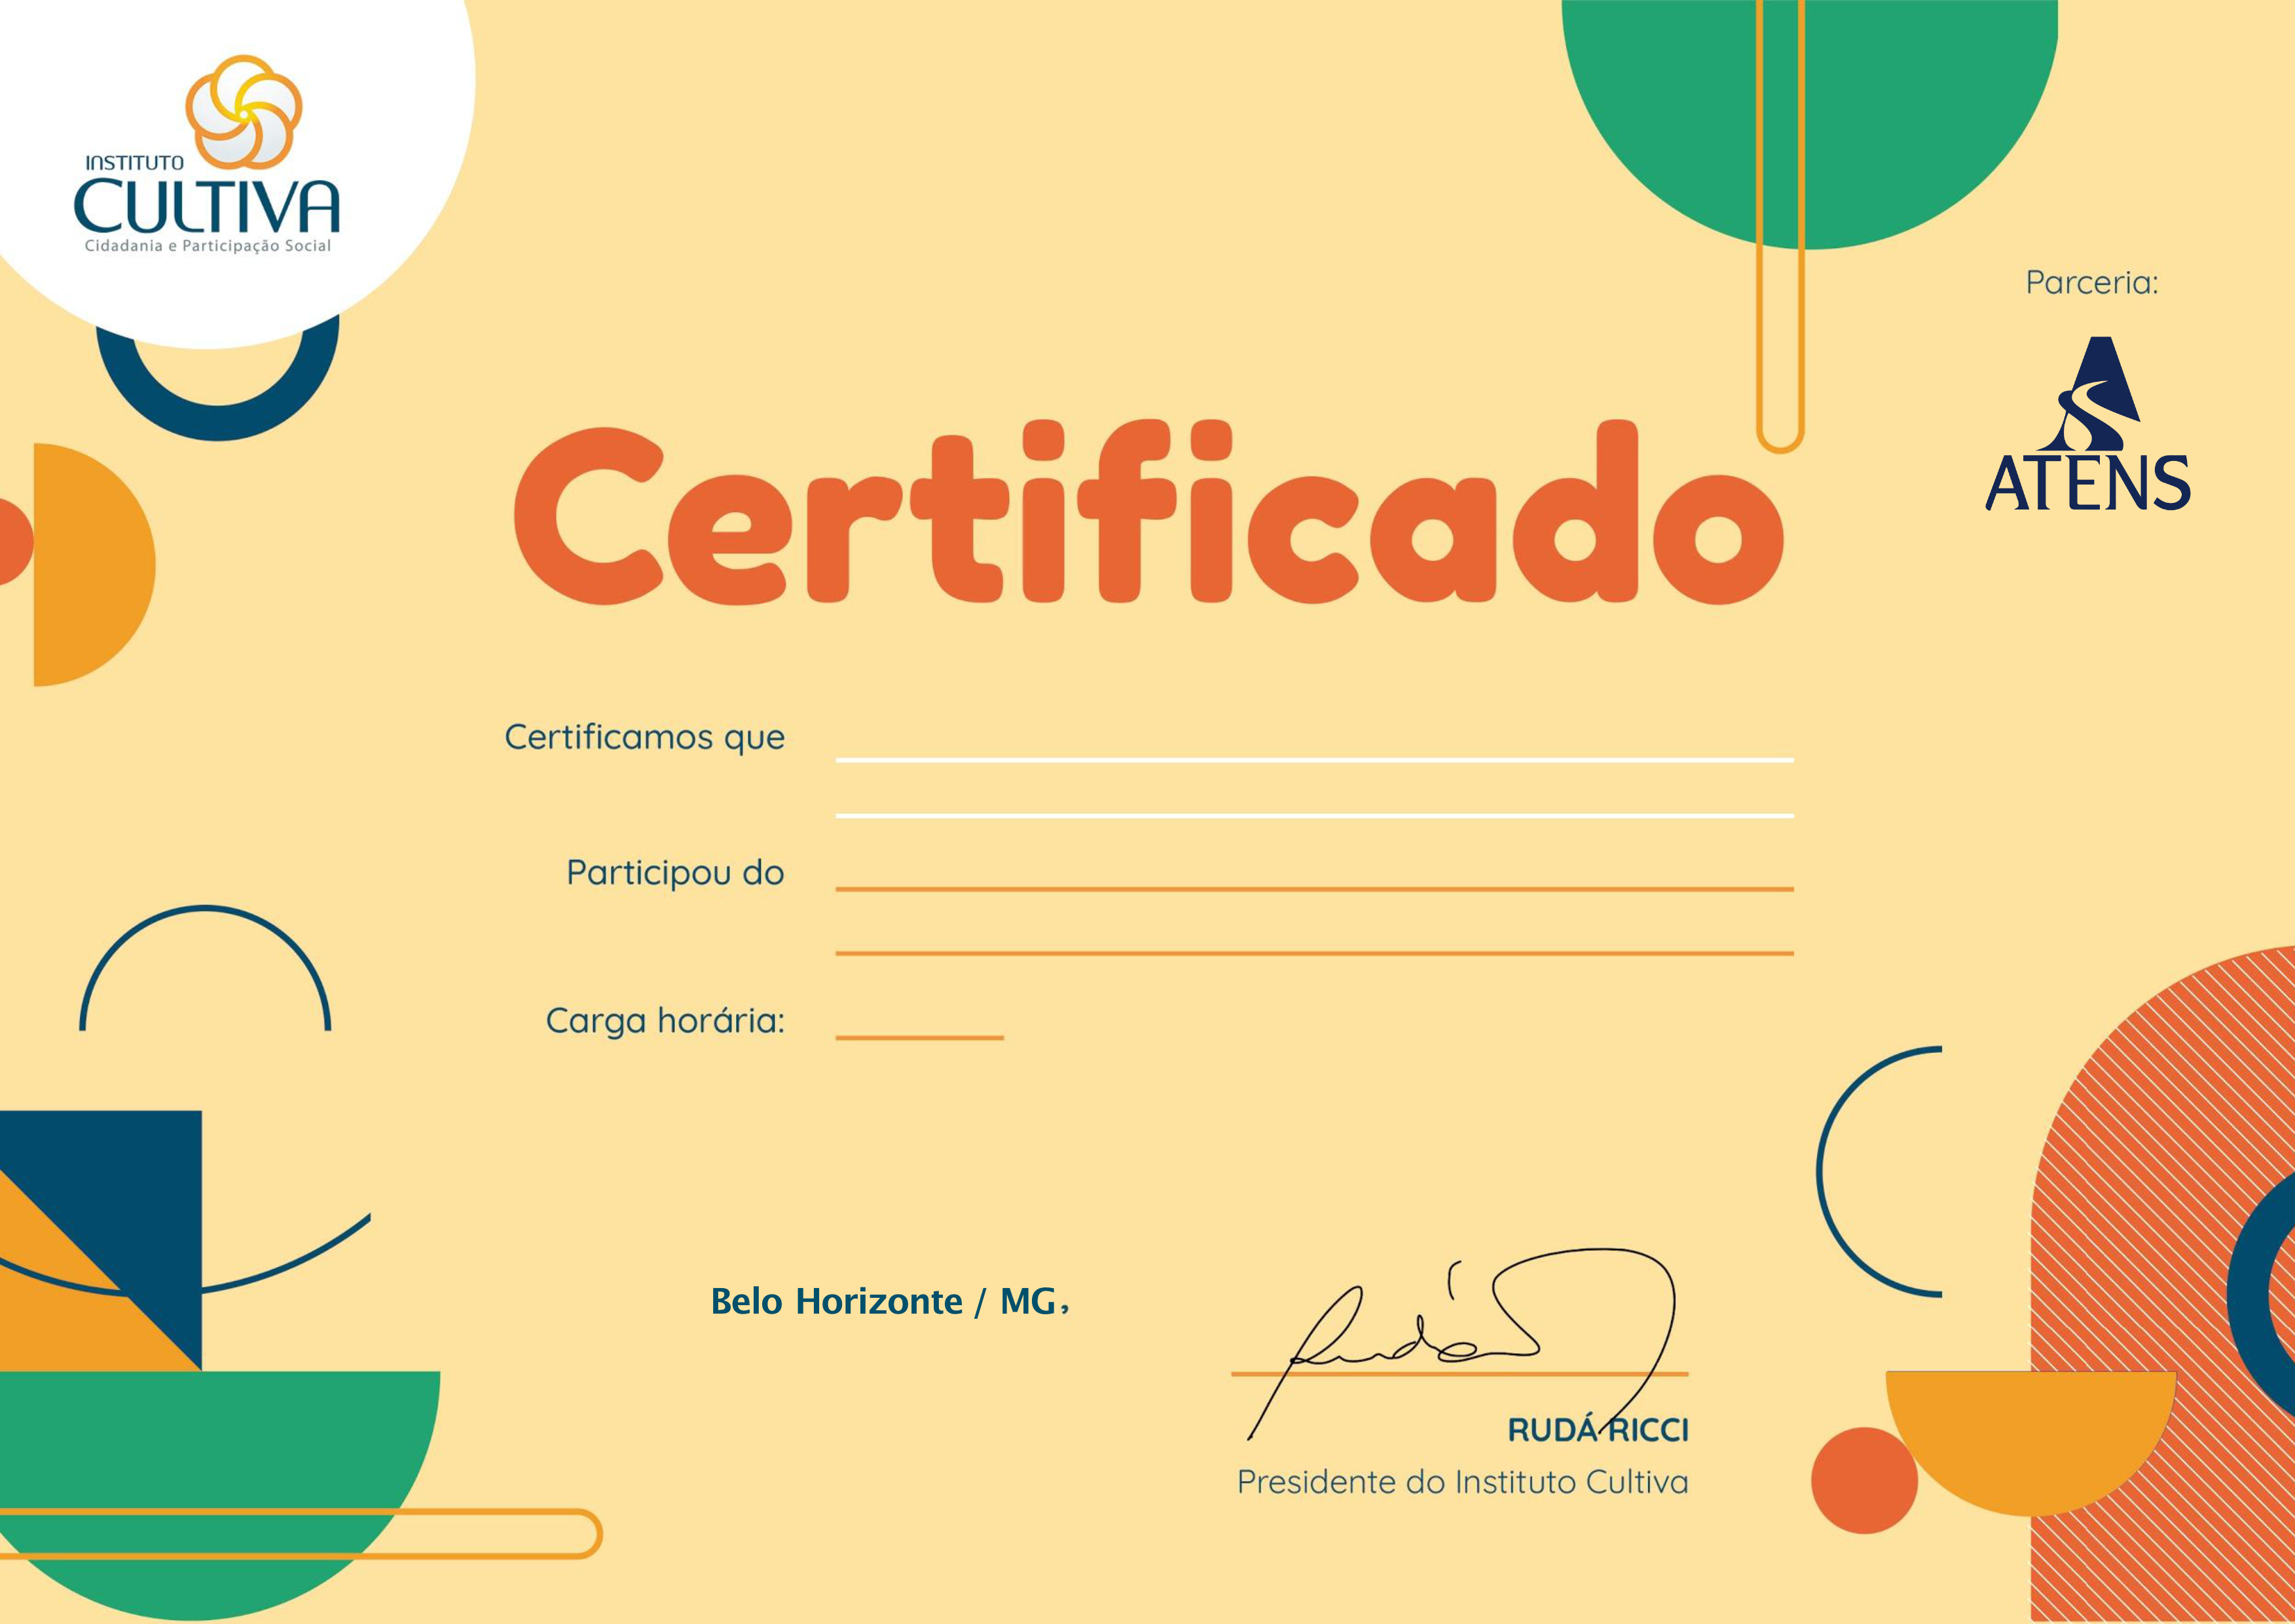 INSTITUTO
CULTIVA
Cidadania e Participação Social
Parceria:
ATENS
Certificado
Certificamos que
Participou do
Carga horária:
Belo Horizonte / MG,
Rudá
RUDÁ RICCI
Presidente do Instituto Cultiva